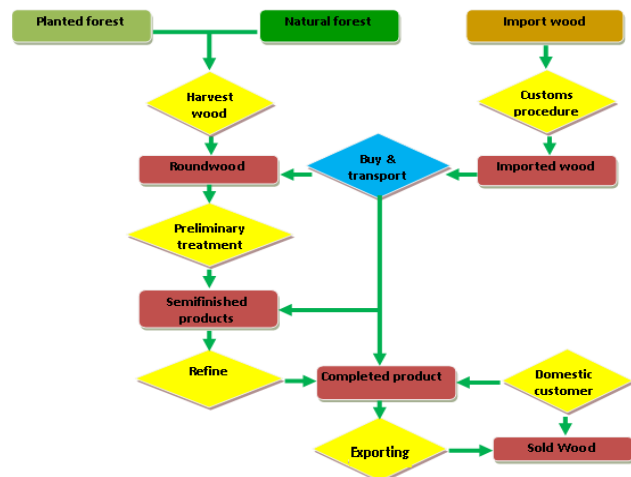 Planted forest
Natural forest
Import wood
Harvest
wood
Customs
procedure
Roundwood
Buy &
transport
Imported wood
Preliminary
treatment
Semifinished
products
Refine
Completed product
Domestic
customer
Exporting
Sold Wood